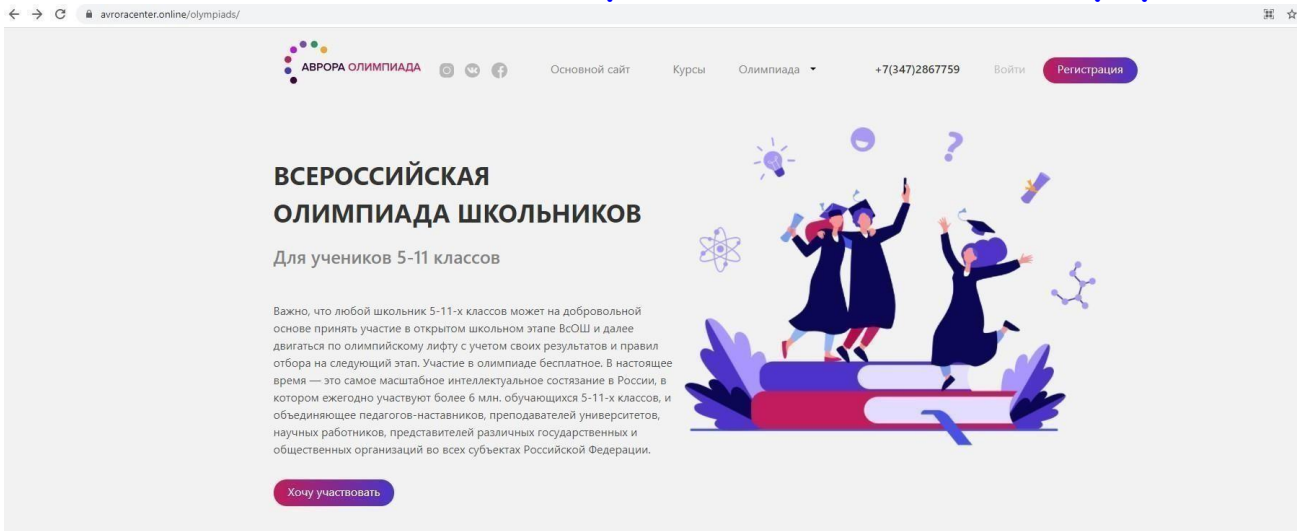 avroracenter.online/olympiads/
АВРОРА ОЛИМПИАДА
Основной сайт
Курсы
Олимпиада
+7(347)2867759
Войти
Регистрация
ВСЕРОССИЙСКАЯ
ОЛИМПИАДА ШКОЛЬНИКОВ
Для учеников 5-11 классов
Важно, что любой школьник 5-11-х классов может на добровольной
основе принять участие в открытом школьном этапе ВсОШ и далее
двигаться по олимпийскому лифту с учетом своих результатов и правил
отбора на следующий этап. Участие в олимпиаде бесплатное. В настоящее
время — это самое масштабное интеллектуальное состязание в России, в
котором ежегодно участвуют более 6 млн. обучающихся 5-11-х классов, и
объединяющее педагогов-наставников, преподавателей университетов,
научных работников, представителей различных государственных и
общественных организаций во всех субъектах Российской Федерации.
Хочу участвовать